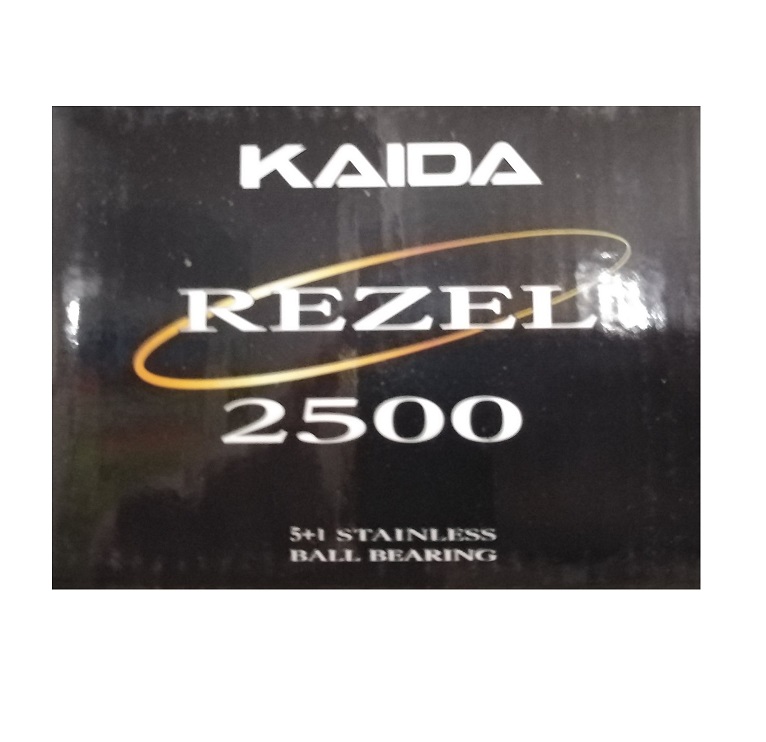 KAIDA
REZEL
2500
5+1 STAINLESS
BALL BEARING